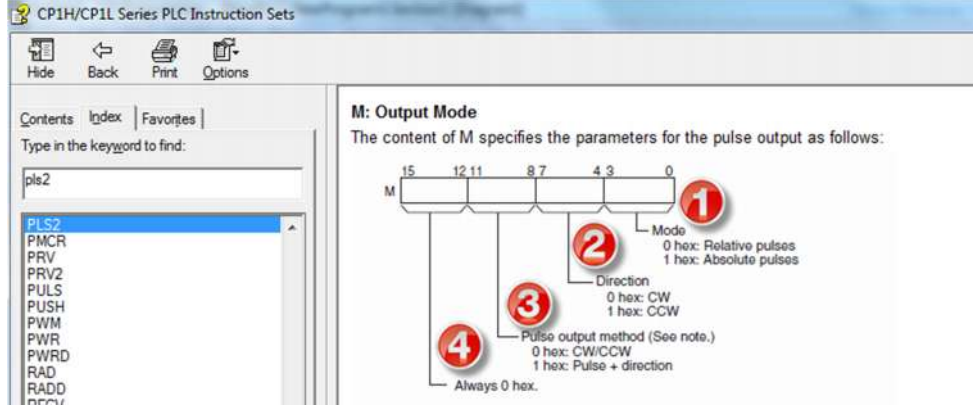 CP1H/CP1L Series PLC Instruction Sets
Hide Back Print Options
Contents Index Favorites
Type in the keyword to find:
pls2
PLS2
PMCR
PRV
PRV2
PULS
PUSH
PWM
PWR
PWRD
RAD
RADD
RECV
M: Output Mode
The content of M specifies the parameters for the pulse output as follows:
15 12 11 8 7 4 3 0
M
1
Mode
0 hex: Relative pulses
1 hex: Absolute pulses
2
Direction
0 hex: CW
1 hex: CCW
3
Pulse output method (See note.)
0 hex: CW/CCW
1 hex: Pulse + direction
4
Always 0 hex.